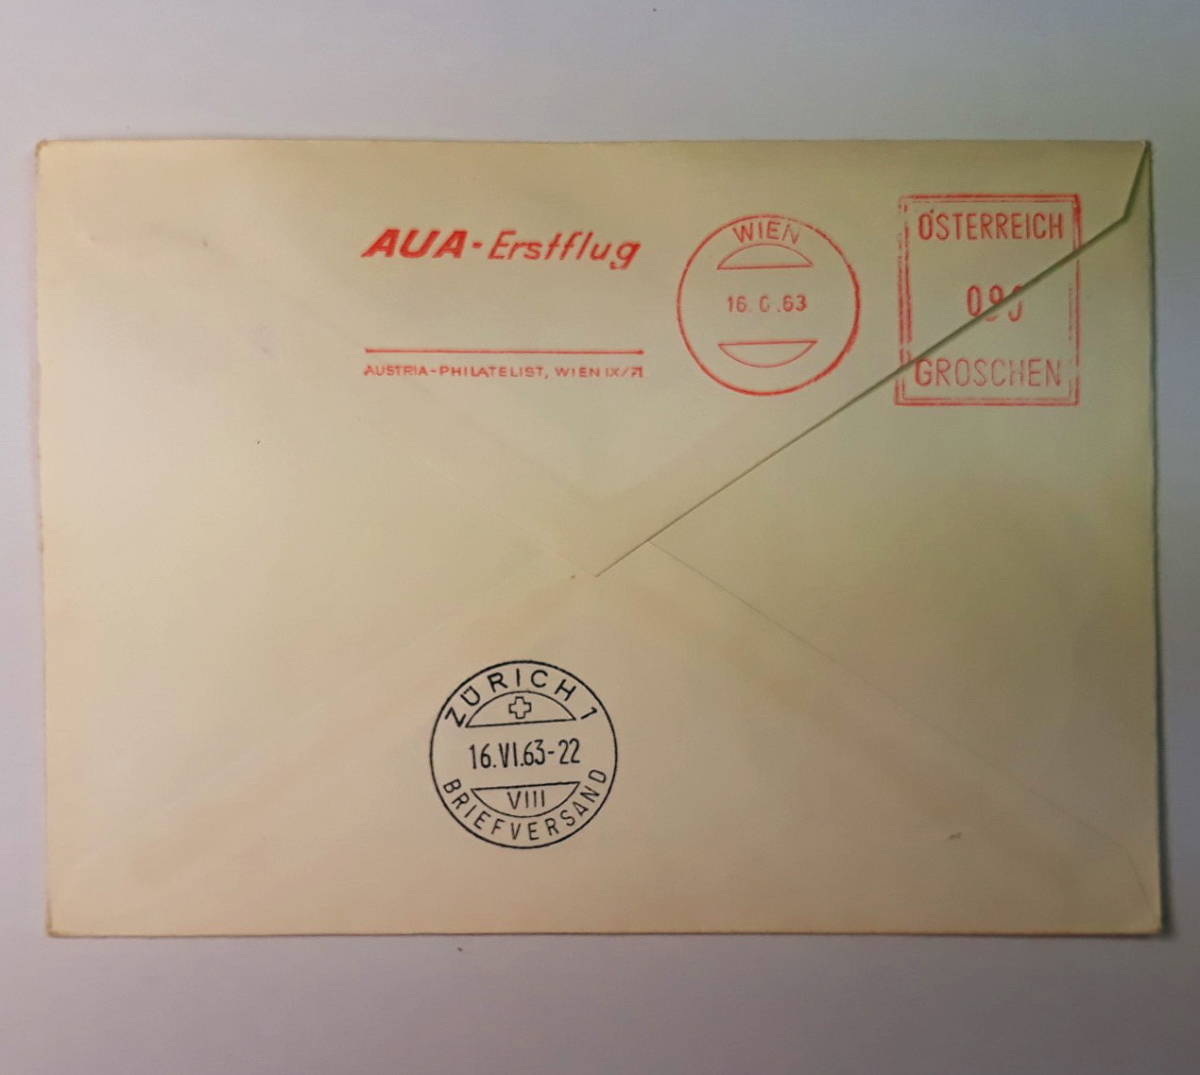 AUA-Erstflug
AUSTRIA-PHILATELIST, WIEN IX/71
WIEN
16. .63
ÖSTERREICH
090
GROSCHEN
ZÜRICH 1
16.VI.63-22
VIII
BRIEFVERSAND